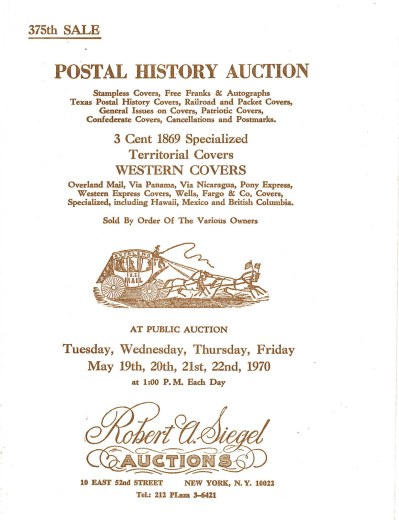 375th SALE
POSTAL HISTORY AUCTION
Stampless Covers, Free Franks & Autographs
Texas Postal History Covers, Railroad and Packet Covers,
General Issues on Covers, Patriotic Covers,
Confederate Covers, Cancellations and Postmarks.
3 Cent 1869 Specialized
Territorial Covers
WESTERN COVERS
Overland Mail, Via Panama, Via Nicaragua, Pony Express,
Western Express Covers, Wells, Fargo & Co. Covers,
Specialized, including Hawaii, Mexico and British Columbia.
Sold By Order Of The Various Owners
U.S.
MAIL
AT PUBLIC AUCTION
Tuesday, Wednesday, Thursday, Friday
May 19th, 20th, 21st, 22nd, 1970
at 1:00 P.M. Each Day
Robert A. Siegel
AUCTIONS
10 EAST 52nd STREET NEW YORK, N.Y. 10022
Tel.: 212 PLaza 3-6421